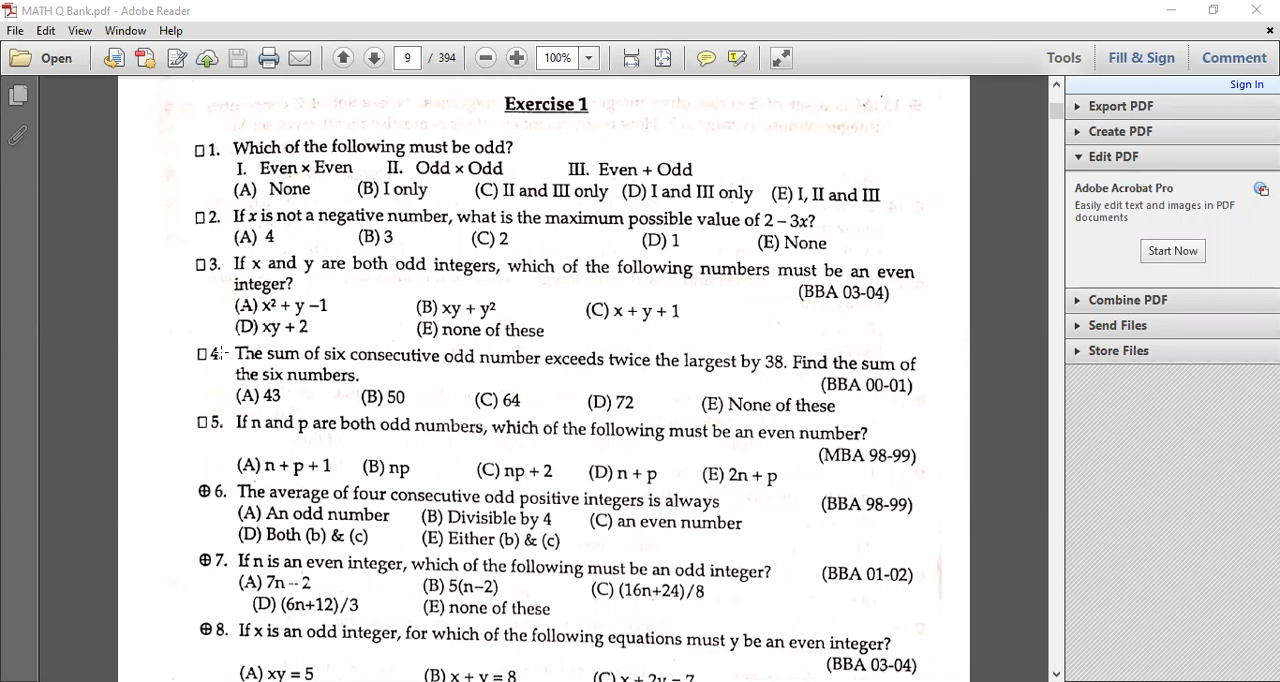 MATH Q Bank.pdf - Adobe Reader
File Edit View Window Help
Open 9 / 394 100% Tools Fill & Sign Comment
Sign In
Export PDF
Create PDF
Edit PDF
Adobe Acrobat Pro
Easily edit text and images in PDF
documents
Start Now
Combine PDF
Send Files
Store Files
Exercise 1
1. Which of the following must be odd?
I. Even × Even II. Odd × Odd III. Even + Odd
(A) None (B) I only (C) II and III only (D) I and III only (E) I, II and III
2. If x is not a negative number, what is the maximum possible value of 2 – 3x?
(A) 4 (B) 3 (C) 2 (D) 1 (E) None
3. If x and y are both odd integers, which of the following numbers must be an even
integer? (BBA 03-04)
(A) x² + y –1 (B) xy + y² (C) x + y + 1
(D) xy + 2 (E) none of these
4. The sum of six consecutive odd number exceeds twice the largest by 38. Find the sum of
the six numbers. (BBA 00-01)
(A) 43 (B) 50 (C) 64 (D) 72 (E) None of these
5. If n and p are both odd numbers, which of the following must be an even number?
(MBA 98-99)
(A) n + p + 1 (B) np (C) np + 2 (D) n + p (E) 2n + p
6. The average of four consecutive odd positive integers is always (BBA 98-99)
(A) An odd number (B) Divisible by 4 (C) an even number
(D) Both (b) & (c) (E) Either (b) & (c)
7. If n is an even integer, which of the following must be an odd integer? (BBA 01-02)
(A) 7n – 2 (B) 5(n–2) (C) (16n+24)/8
(D) (6n+12)/3 (E) none of these
8. If x is an odd integer, for which of the following equations must y be an even integer?
(BBA 03-04)
(A) xy = 5 (B) x + y = 8 (C) x + 2y = 7